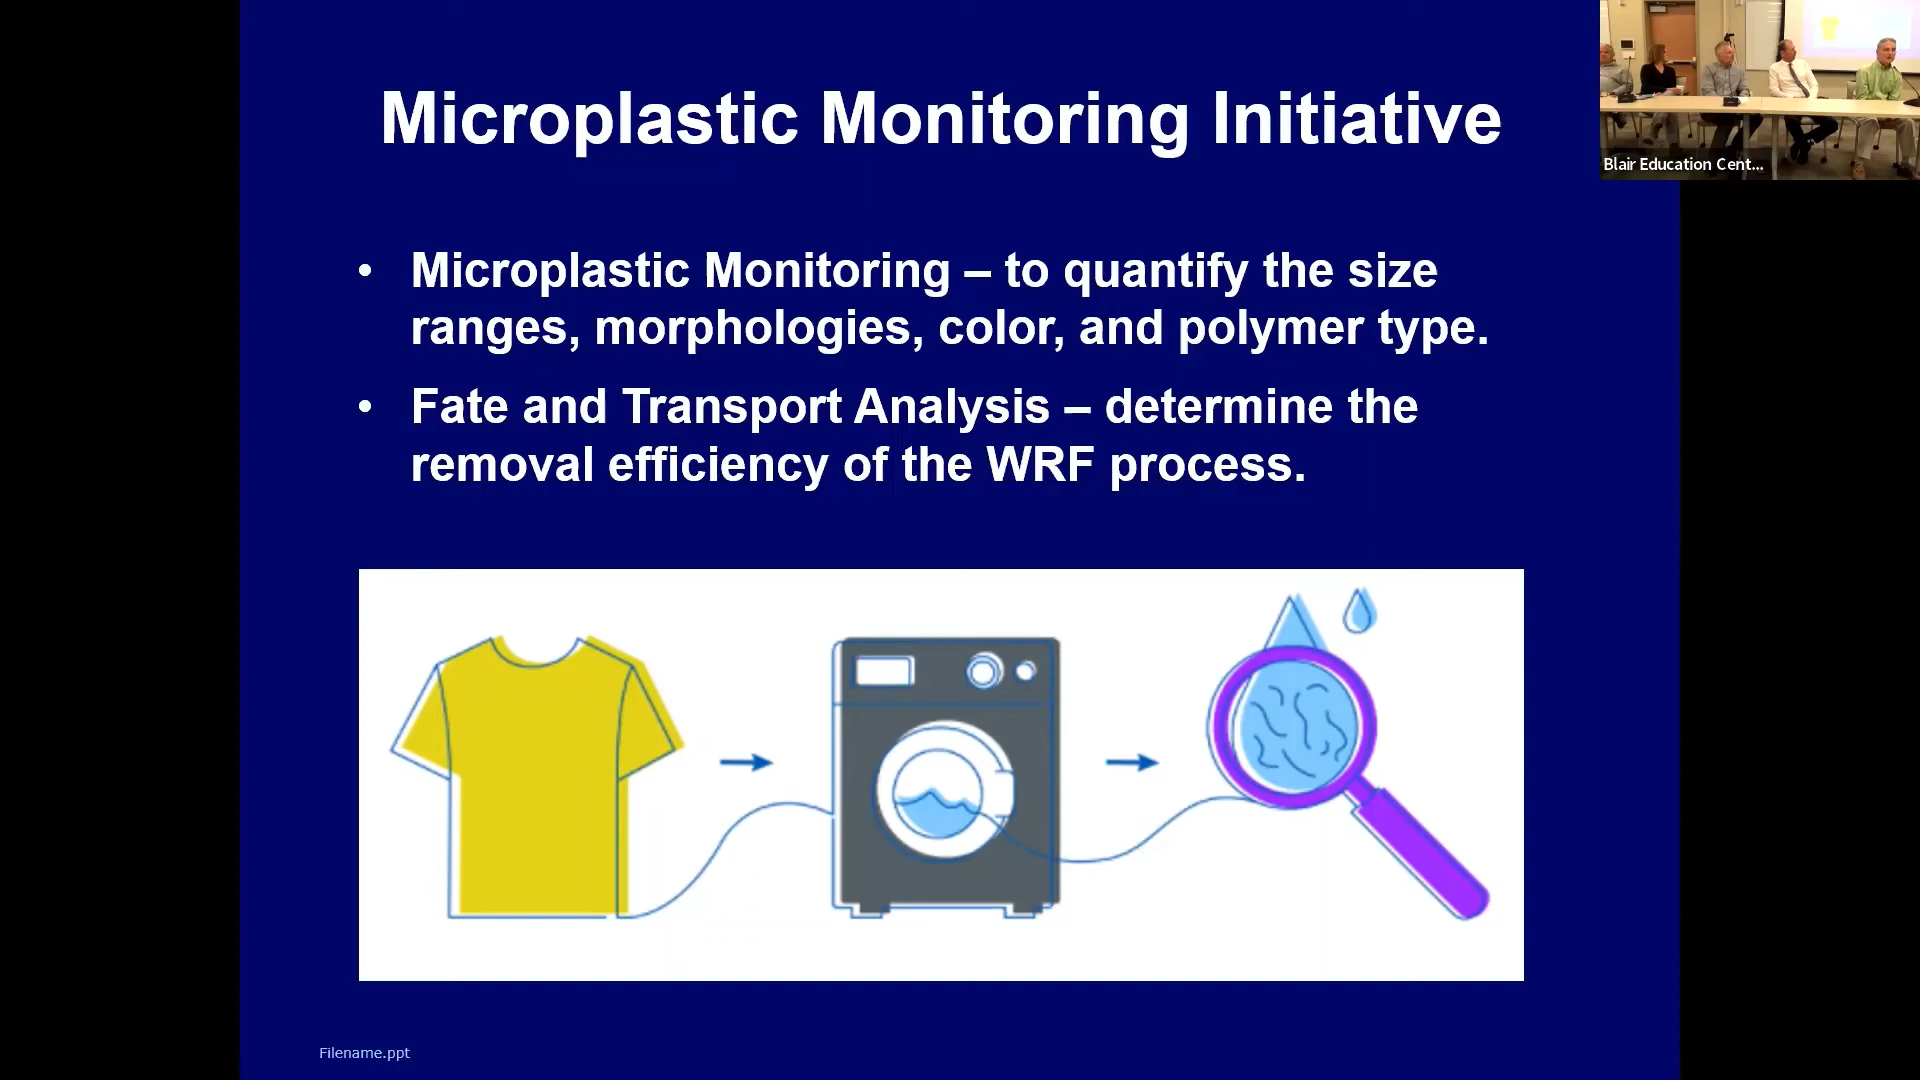 Microplastic Monitoring Initiative
Blair Education Cent...
• Microplastic Monitoring – to quantify the size
ranges, morphologies, color, and polymer type.
• Fate and Transport Analysis – determine the
removal efficiency of the WRF process.
Filename.ppt